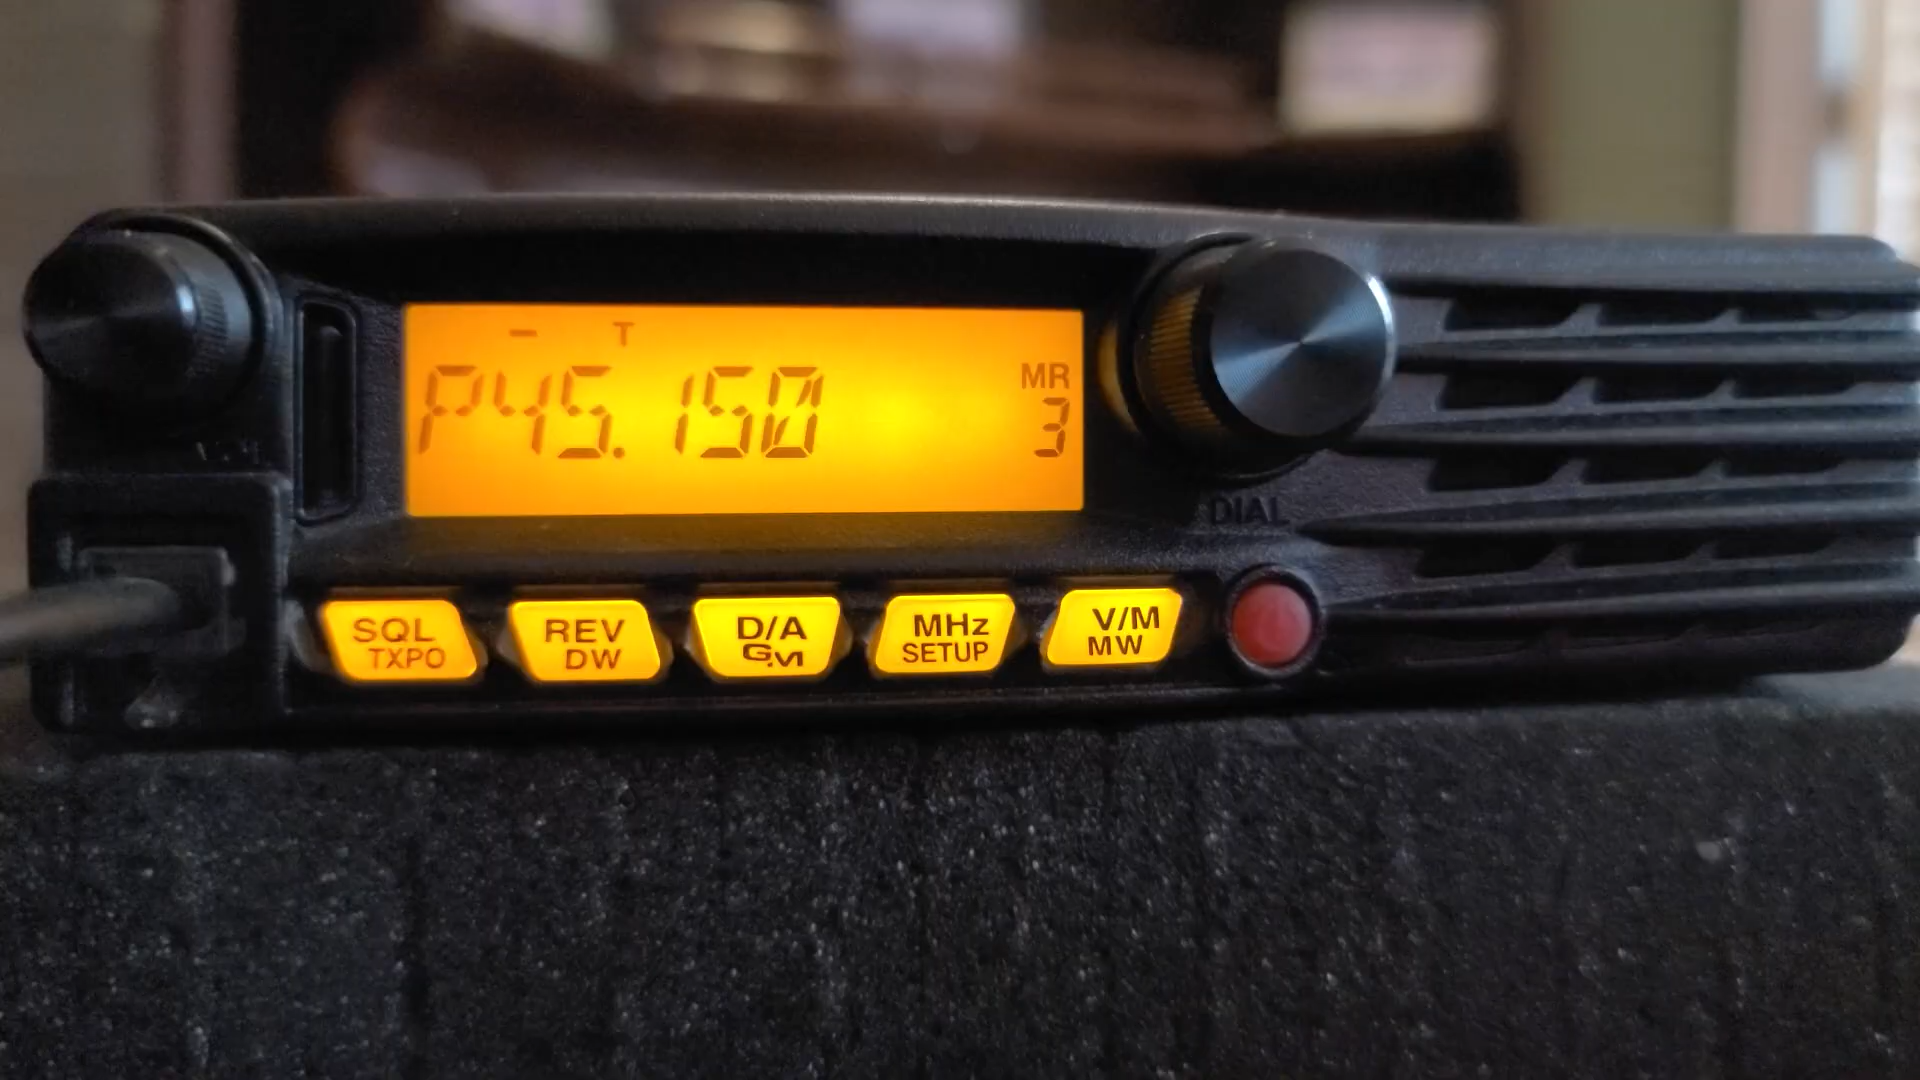 - T
P45.150
MR
3
DIAL
SQL
TXPO
REV
DW
D/A
GM
MHz
SETUP
V/M
MW